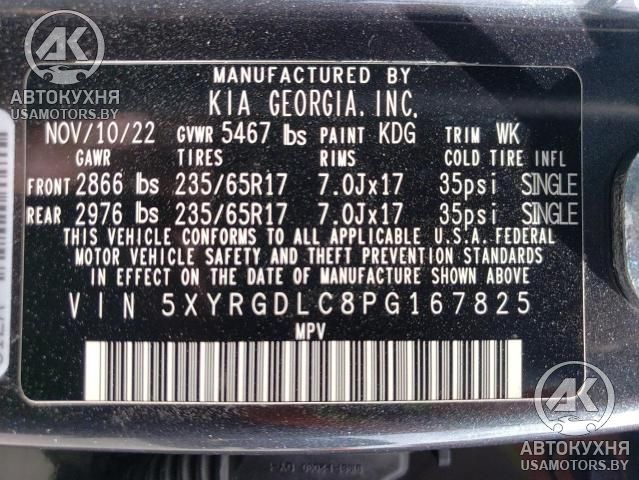 АК
АВТОКУХНЯ
USAMOTORS.BY
MANUFACTURED BY
KIA GEORGIA, INC.
NOV/10/22 GVWR 5467 lbs PAINT KDG TRIM WK
GAWR TIRES RIMS COLD TIRE INFL
FRONT 2866 lbs 235/65R17 7.0Jx17 35psi SINGLE
REAR 2976 lbs 235/65R17 7.0Jx17 35psi SINGLE
THIS VEHICLE CONFORMS TO ALL APPLICABLE U.S.A. FEDERAL
MOTOR VEHICLE SAFETY AND THEFT PREVENTION STANDARDS
IN EFFECT ON THE DATE OF MANUFACTURE SHOWN ABOVE.
VIN 5XYRGDLC8PG167825
MPV
АК
АВТОКУХНЯ
USAMOTORS.BY